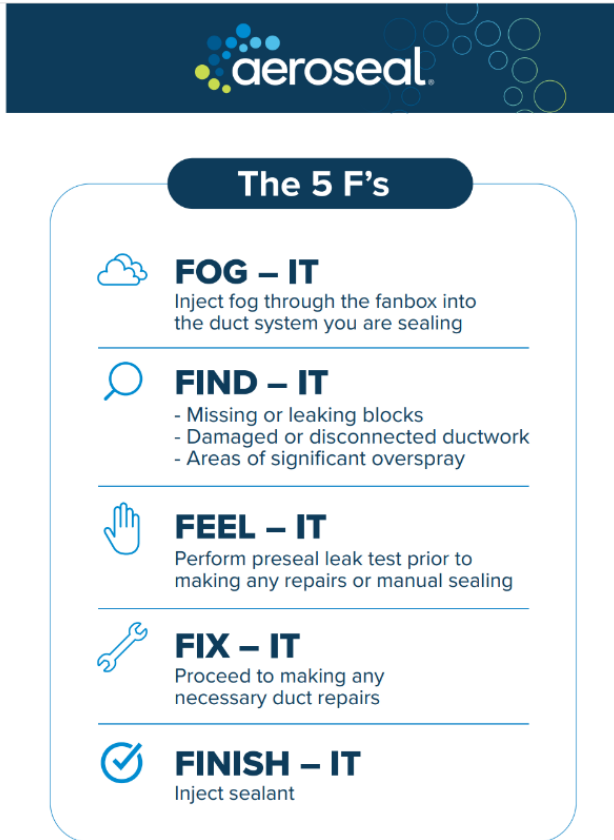 aeroseal
The 5 F's
FOG – IT
Inject fog through the fanbox into
the duct system you are sealing
FIND – IT
- Missing or leaking blocks
- Damaged or disconnected ductwork
- Areas of significant overspray
FEEL – IT
Perform preseal leak test prior to
making any repairs or manual sealing
FIX – IT
Proceed to making any
necessary duct repairs
FINISH – IT
Inject sealant